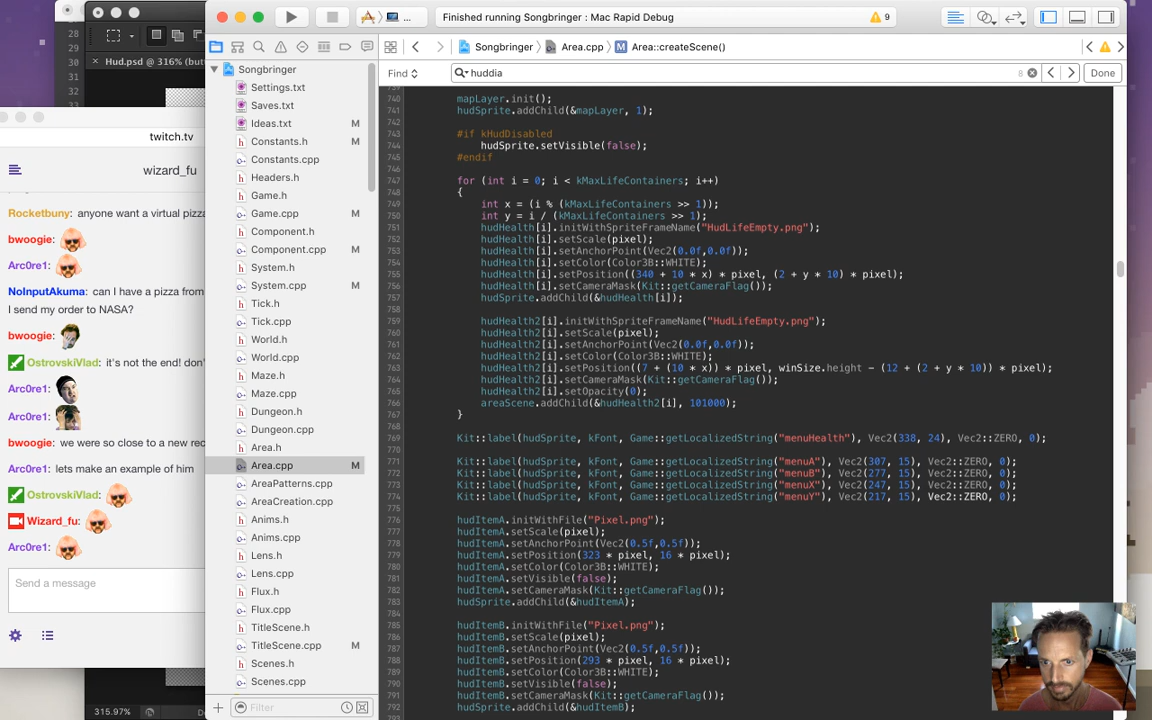 Finished running Songbringer : Mac Rapid Debug
9
Hud.psd @ 316% (but
28
29
30
31
32
33
315.97%
twitch.tv
wizard_fu
Rocketbuny: anyone want a virtual pizza
bwoogie:
Arc0re1:
NoInputAkuma: can I have a pizza from
I send my order to NASA?
bwoogie:
OstrovskiVlad: it's not the end! don'
Arc0re1:
Arc0re1:
bwoogie: we were so close to a new rec
Arc0re1: lets make an example of him
OstrovskiVlad:
Wizard_fu:
Arc0re1:
Send a message
Songbringer
Settings.txt
Saves.txt
Ideas.txt M
Constants.h M
Constants.cpp
Headers.h
Game.h
Game.cpp M
Component.h
Component.cpp M
System.h
System.cpp M
Tick.h
Tick.cpp
World.h
World.cpp
Maze.h
Maze.cpp
Dungeon.h
Dungeon.cpp
Area.h
Area.cpp M
AreaPatterns.cpp
AreaCreation.cpp
Anims.h
Anims.cpp
Lens.h
Lens.cpp
Flux.h
Flux.cpp
TitleScene.h
TitleScene.cpp M
Scenes.h
Scenes.cpp
Filter
Songbringer Area.cpp M Area::createScene()
Find huddia 8 Done
740 mapLayer.init();
741 hudSprite.addChild(&mapLayer, 1);
742
743 #if kHudDisabled
744 hudSprite.setVisible(false);
745 #endif
746
747 for (int i = 0; i < kMaxLifeContainers; i++)
748 {
749 int x = (i % (kMaxLifeContainers >> 1));
750 int y = i / (kMaxLifeContainers >> 1);
751 hudHealth[i].initWithSpriteFrameName("HudLifeEmpty.png");
752 hudHealth[i].setScale(pixel);
753 hudHealth[i].setAnchorPoint(Vec2(0.0f,0.0f));
754 hudHealth[i].setColor(Color3B::WHITE);
755 hudHealth[i].setPosition((340 + 10 * x) * pixel, (2 + y * 10) * pixel);
756 hudHealth[i].setCameraMask(Kit::getCameraFlag());
757 hudSprite.addChild(&hudHealth[i]);
758
759 hudHealth2[i].initWithSpriteFrameName("HudLifeEmpty.png");
760 hudHealth2[i].setScale(pixel);
761 hudHealth2[i].setAnchorPoint(Vec2(0.0f,0.0f));
762 hudHealth2[i].setColor(Color3B::WHITE);
763 hudHealth2[i].setPosition((7 + (10 * x)) * pixel, winSize.height - (12 + (2 + y * 10)) * pixel);
764 hudHealth2[i].setCameraMask(Kit::getCameraFlag());
765 hudHealth2[i].setOpacity(0);
766 areaScene.addChild(&hudHealth2[i], 101000);
767 }
768
769 Kit::label(hudSprite, kFont, Game::getLocalizedString("menuHealth"), Vec2(338, 24), Vec2::ZERO, 0);
770
771 Kit::label(hudSprite, kFont, Game::getLocalizedString("menuA"), Vec2(307, 15), Vec2::ZERO, 0);
772 Kit::label(hudSprite, kFont, Game::getLocalizedString("menuB"), Vec2(277, 15), Vec2::ZERO, 0);
773 Kit::label(hudSprite, kFont, Game::getLocalizedString("menuX"), Vec2(247, 15), Vec2::ZERO, 0);
774 Kit::label(hudSprite, kFont, Game::getLocalizedString("menuY"), Vec2(217, 15), Vec2::ZERO, 0);
775
776 hudItemA.initWithFile("Pixel.png");
777 hudItemA.setScale(pixel);
778 hudItemA.setAnchorPoint(Vec2(0.5f,0.5f));
779 hudItemA.setPosition(323 * pixel, 16 * pixel);
780 hudItemA.setColor(Color3B::WHITE);
781 hudItemA.setVisible(false);
782 hudItemA.setCameraMask(Kit::getCameraFlag());
783 hudSprite.addChild(&hudItemA);
784
785 hudItemB.initWithFile("Pixel.png");
786 hudItemB.setScale(pixel);
787 hudItemB.setAnchorPoint(Vec2(0.5f,0.5f));
788 hudItemB.setPosition(293 * pixel, 16 * pixel);
789 hudItemB.setColor(Color3B::WHITE);
790 hudItemB.setVisible(false);
791 hudItemB.setCameraMask(Kit::getCameraFlag());
792 hudSprite.addChild(&hudItemB);